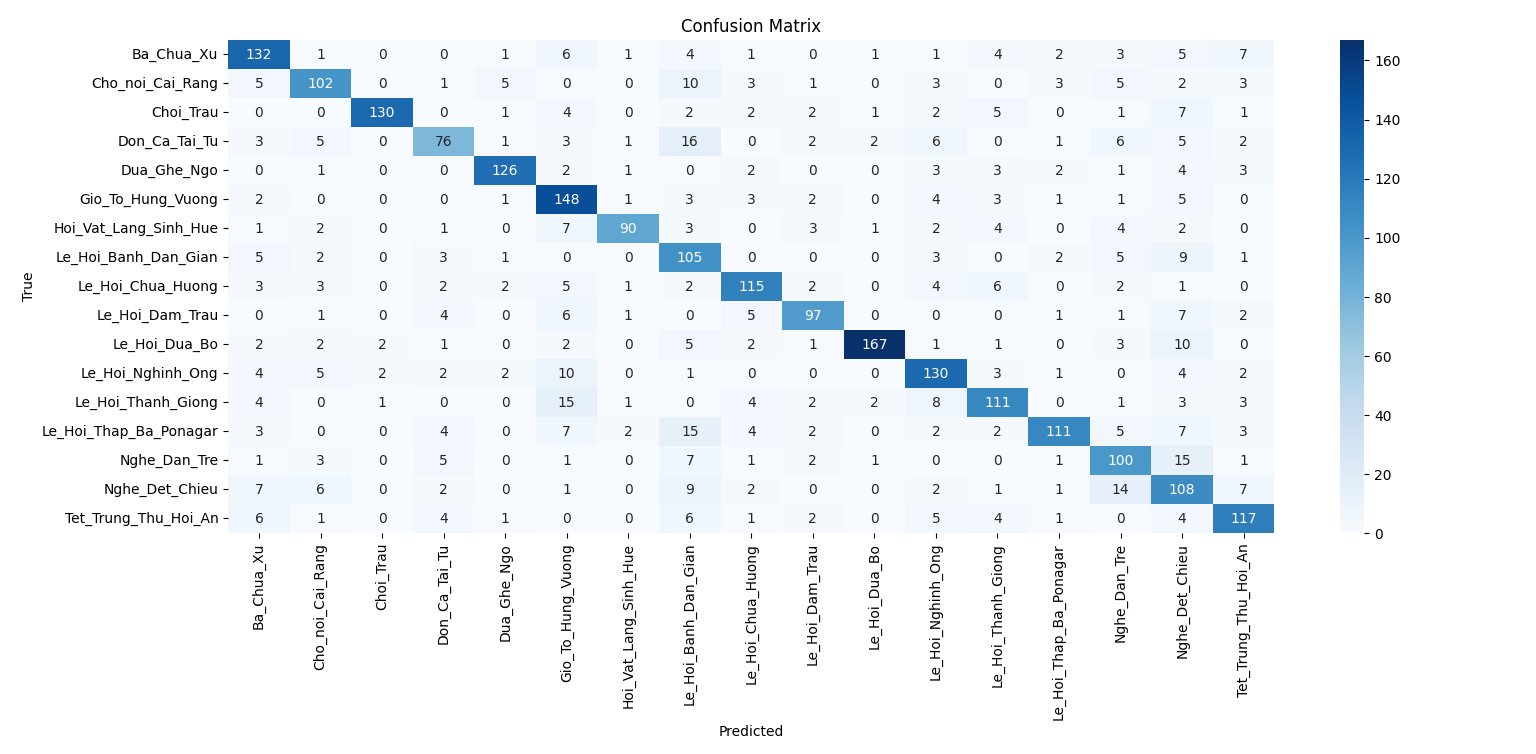 Confusion Matrix
True
Ba_Chua_Xu 132 1 0 0 1 6 1 4 1 0 1 1 4 2 3 5 7
Cho_noi_Cai_Rang 5 102 0 1 5 0 0 10 3 1 0 3 0 3 5 2 3
Choi_Trau 0 0 130 0 1 4 0 2 2 2 1 2 5 0 1 7 1
Don_Ca_Tai_Tu 3 5 0 76 1 3 1 16 0 2 2 6 0 1 6 5 2
Dua_Ghe_Ngo 0 1 0 0 126 2 1 0 2 0 0 3 3 2 1 4 3
Gio_To_Hung_Vuong 2 0 0 0 1 148 1 3 3 2 0 4 3 1 1 5 0
Hoi_Vat_Lang_Sinh_Hue 1 2 0 1 0 7 90 3 0 3 1 2 4 0 4 2 0
Le_Hoi_Banh_Dan_Gian 5 2 0 3 1 0 0 105 0 0 0 3 0 2 5 9 1
Le_Hoi_Chua_Huong 3 3 0 2 2 5 1 2 115 2 0 4 6 0 2 1 0
Le_Hoi_Dam_Trau 0 1 0 4 0 6 1 0 5 97 0 0 0 1 1 7 2
Le_Hoi_Dua_Bo 2 2 2 1 0 2 0 5 2 1 167 1 1 0 3 10 0
Le_Hoi_Nghinh_Ong 4 5 2 2 2 10 0 1 0 0 0 130 3 1 0 4 2
Le_Hoi_Thanh_Giong 4 0 1 0 0 15 1 0 4 2 2 8 111 0 1 3 3
Le_Hoi_Thap_Ba_Ponagar 3 0 0 4 0 7 2 15 4 2 0 2 2 111 5 7 3
Nghe_Dan_Tre 1 3 0 5 0 1 0 7 1 2 1 0 0 1 100 15 1
Nghe_Det_Chieu 7 6 0 2 0 1 0 9 2 0 0 2 1 1 14 108 7
Tet_Trung_Thu_Hoi_An 6 1 0 4 1 0 0 6 1 2 0 5 4 1 0 4 117
Ba_Chua_Xu
Cho_noi_Cai_Rang
Choi_Trau
Don_Ca_Tai_Tu
Dua_Ghe_Ngo
Gio_To_Hung_Vuong
Hoi_Vat_Lang_Sinh_Hue
Le_Hoi_Banh_Dan_Gian
Le_Hoi_Chua_Huong
Le_Hoi_Dam_Trau
Le_Hoi_Dua_Bo
Le_Hoi_Nghinh_Ong
Le_Hoi_Thanh_Giong
Le_Hoi_Thap_Ba_Ponagar
Nghe_Dan_Tre
Nghe_Det_Chieu
Tet_Trung_Thu_Hoi_An
Predicted
160
140
120
100
80
60
40
20
0